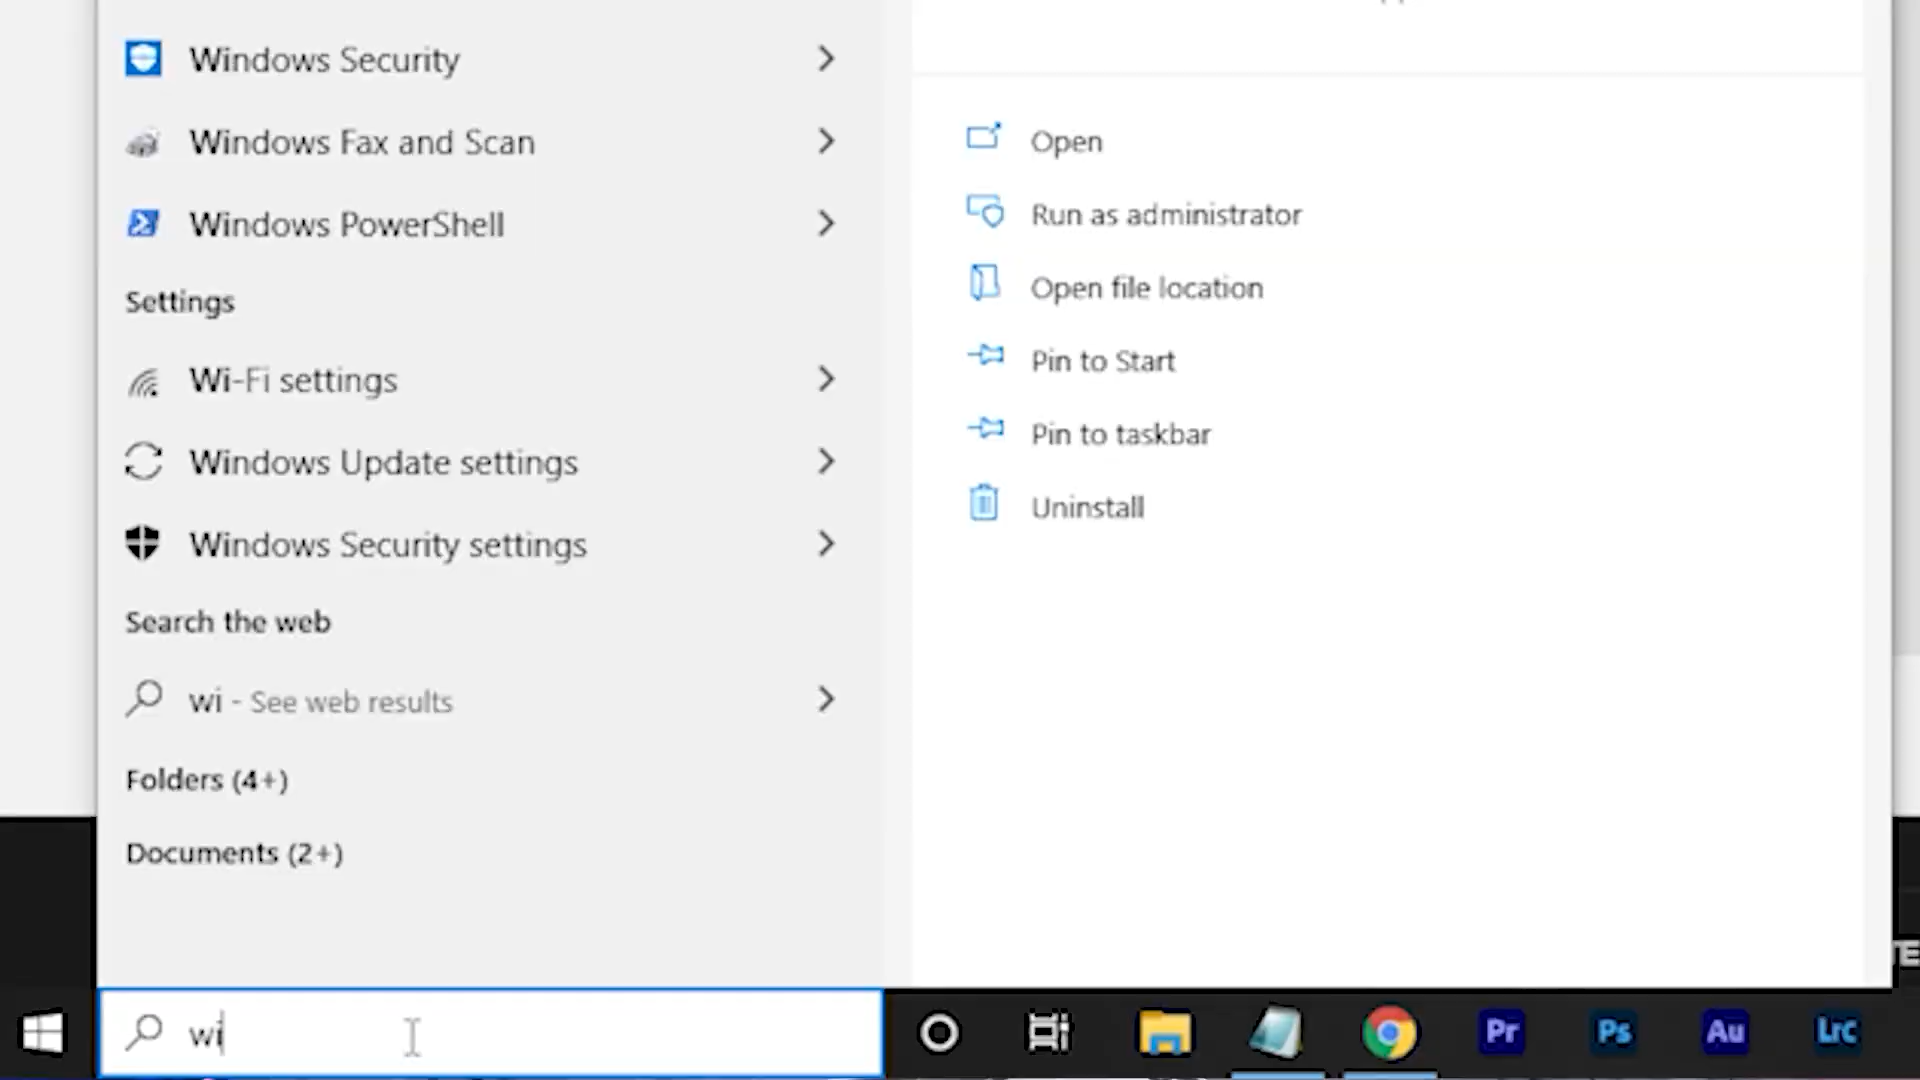 Windows Security
Windows Fax and Scan
Windows PowerShell
Settings
Wi-Fi settings
Windows Update settings
Windows Security settings
Search the web
wi - See web results
Folders (4+)
Documents (2+)
Open
Run as administrator
Open file location
Pin to Start
Pin to taskbar
Uninstall
wi
Pr
Ps
Au
Lrc